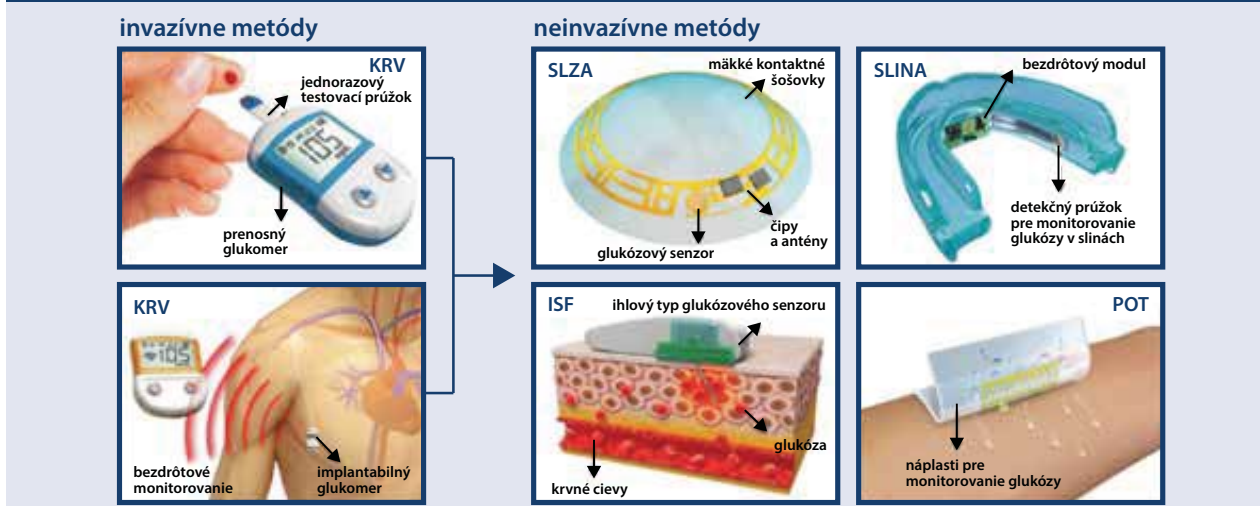 invazívne metódy
KRV
jednorazový
testovací prúžok
105
prenosný
glukomer
KRV
105
bezdrôtové
monitorovanie
implantabilný
glukomer
neinvazívne metódy
SLZA
mäkké kontaktné
šošovky
čipy
a antény
glukózový senzor
SLINA
bezdrôtový modul
detekčný prúžok
pre monitorovanie
glukózy v slinách
ISF
ihlový typ glukózového senzoru
glukóza
krvné cievy
POT
náplasti pre
monitorovanie glukózy